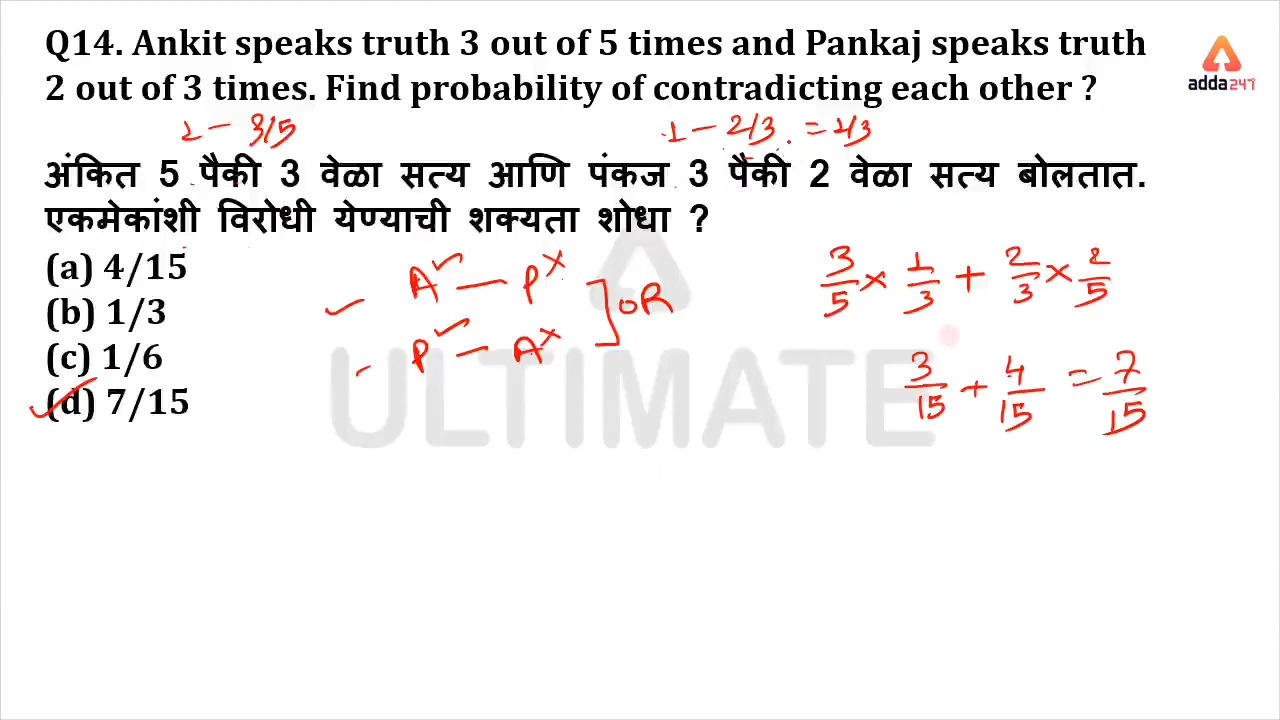 Q14. Ankit speaks truth 3 out of 5 times and Pankaj speaks truth
adda247
2 out of 3 times. Find probability of contradicting each other ?
1 - 3/5
1 - 2/3 . = 2/3
अंकित 5 पैकी 3 वेळा सत्य आणि पंकज 3 पैकी 2 वेळा सत्य बोलतात.
एकमेकांशी विरोधी येण्याची शक्यता शोधा ?
(a) 4/15
(b) 1/3
(c) 1/6
(d) 7/15
A✓ — P×
P✓ — A×
] OR
3/5 × 1/3 + 2/3 × 2/5
3/15 + 4/15 = 7/15
ULTIMATE